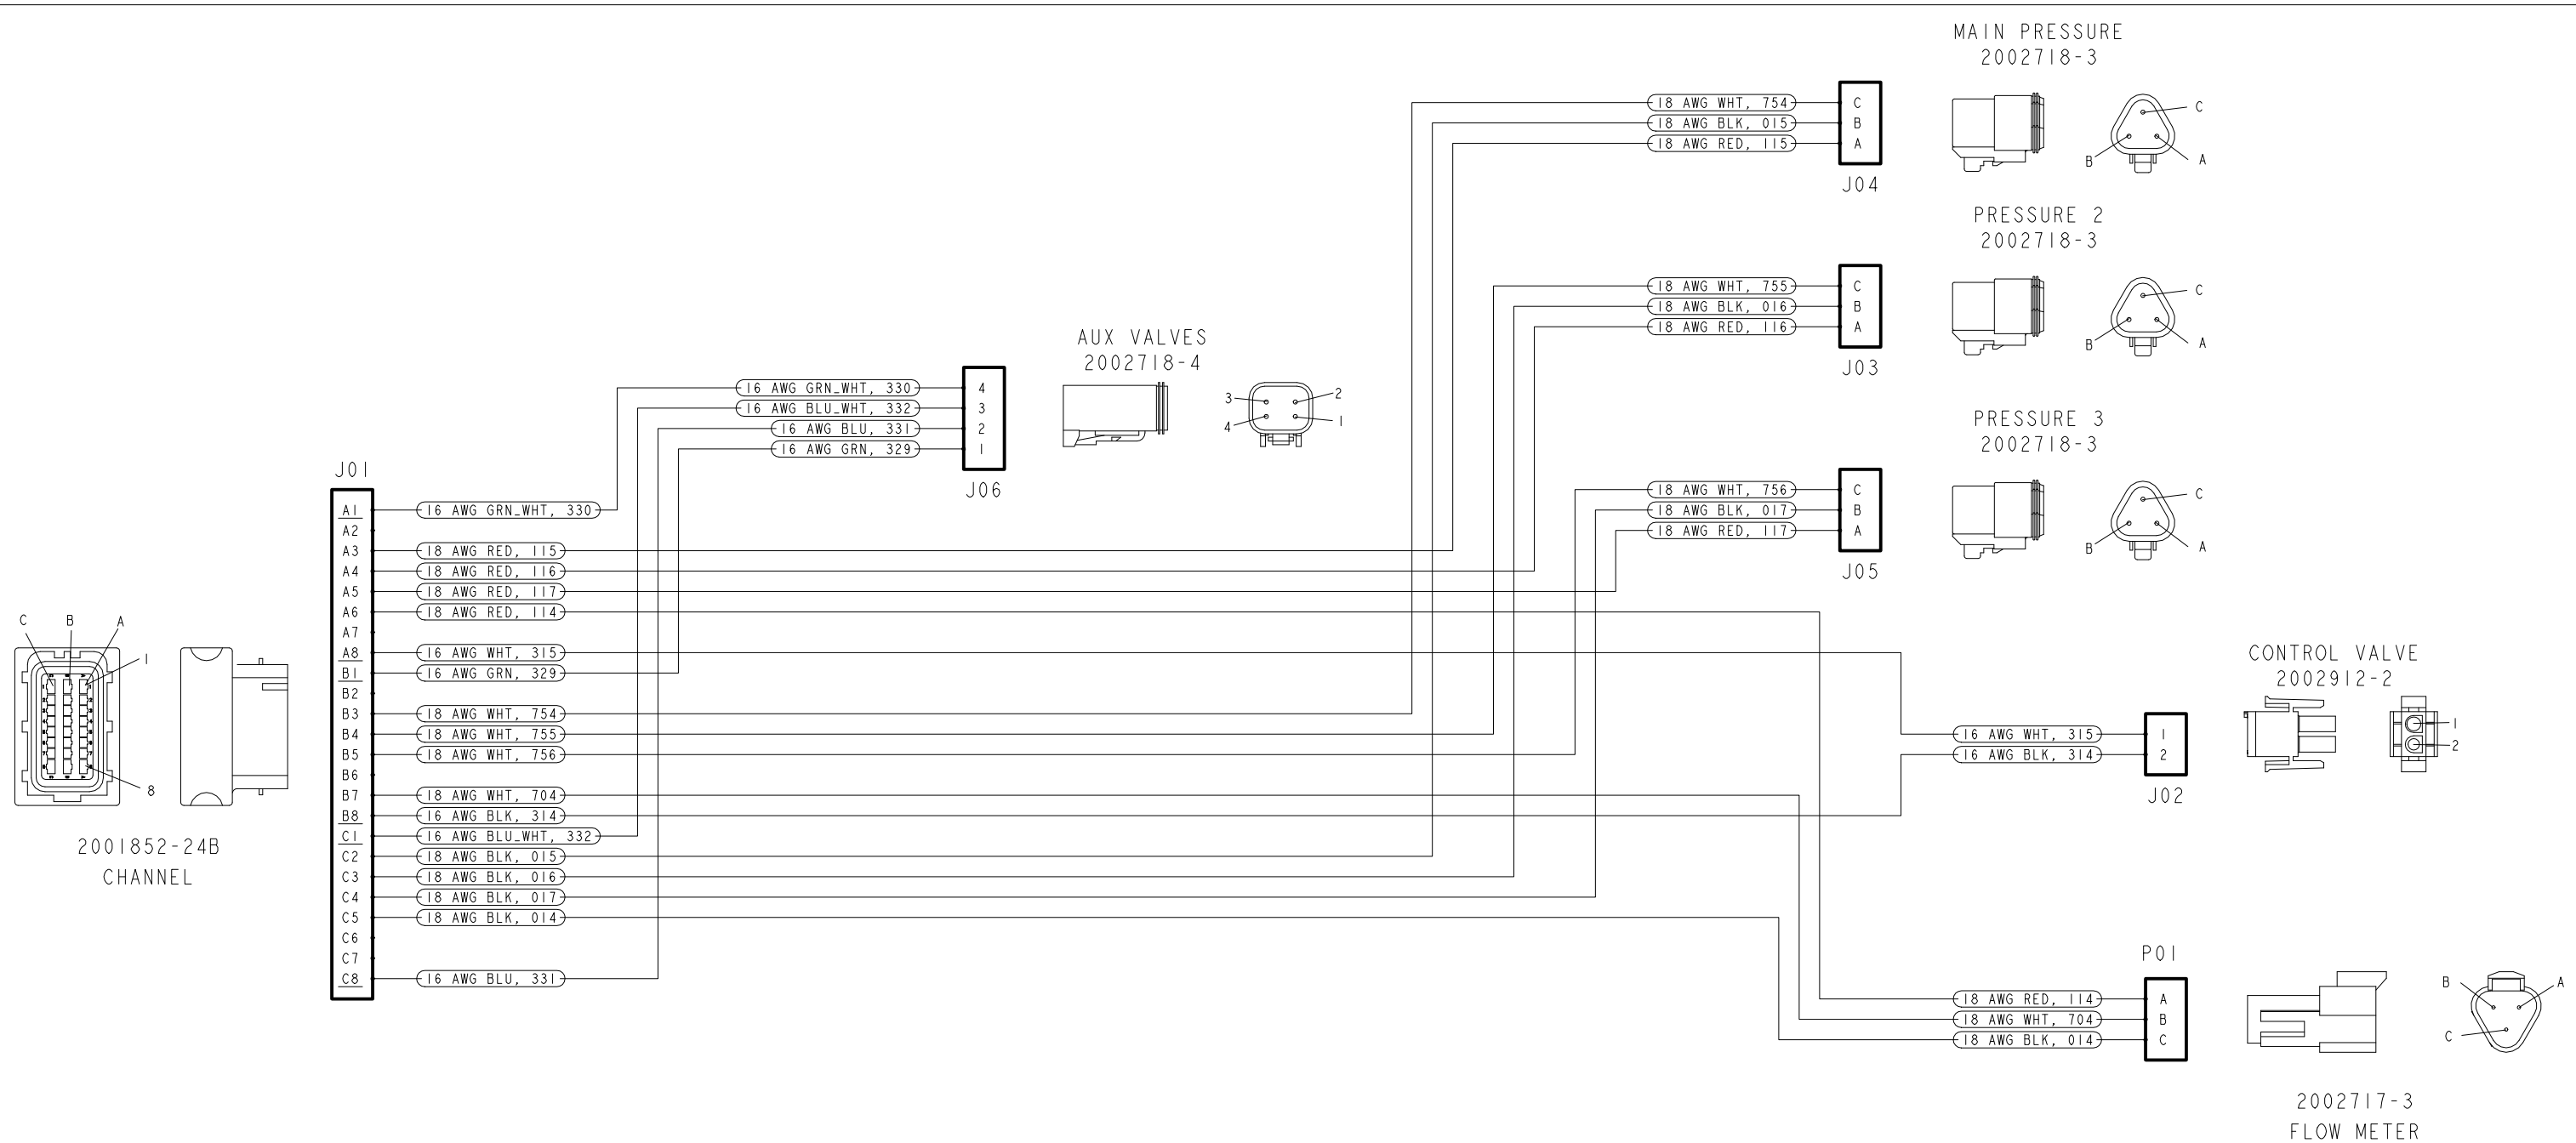 MAIN PRESSURE
2002718-3
18 AWG WHT, 754 C
18 AWG BLK, 015 B
18 AWG RED, 115 A
J04
C
B
A
PRESSURE 2
2002718-3
18 AWG WHT, 755 C
18 AWG BLK, 016 B
18 AWG RED, 116 A
J03
C
B
A
PRESSURE 3
2002718-3
18 AWG WHT, 756 C
18 AWG BLK, 017 B
18 AWG RED, 117 A
J05
C
B
A
AUX VALVES
2002718-4
16 AWG GRN_WHT, 330 4
16 AWG BLU_WHT, 332 3
16 AWG BLU, 331 2
16 AWG GRN, 329 1
J06
3
2
4
1
J01
A1 16 AWG GRN_WHT, 330
A2
A3 18 AWG RED, 115
A4 18 AWG RED, 116
A5 18 AWG RED, 117
A6 18 AWG RED, 114
A7
A8 16 AWG WHT, 315
B1 16 AWG GRN, 329
B2
B3 18 AWG WHT, 754
B4 18 AWG WHT, 755
B5 18 AWG WHT, 756
B6
B7 18 AWG WHT, 704
B8 16 AWG BLK, 314
C1 16 AWG BLU_WHT, 332
C2 18 AWG BLK, 015
C3 18 AWG BLK, 016
C4 18 AWG BLK, 017
C5 18 AWG BLK, 014
C6
C7
C8 16 AWG BLU, 331
C B A
1
8
2001852-24B
CHANNEL
CONTROL VALVE
2002912-2
16 AWG WHT, 315 1
16 AWG BLK, 314 2
J02
1
2
P01
18 AWG RED, 114 A
18 AWG WHT, 704 B
18 AWG BLK, 014 C
B
A
C
2002717-3
FLOW METER